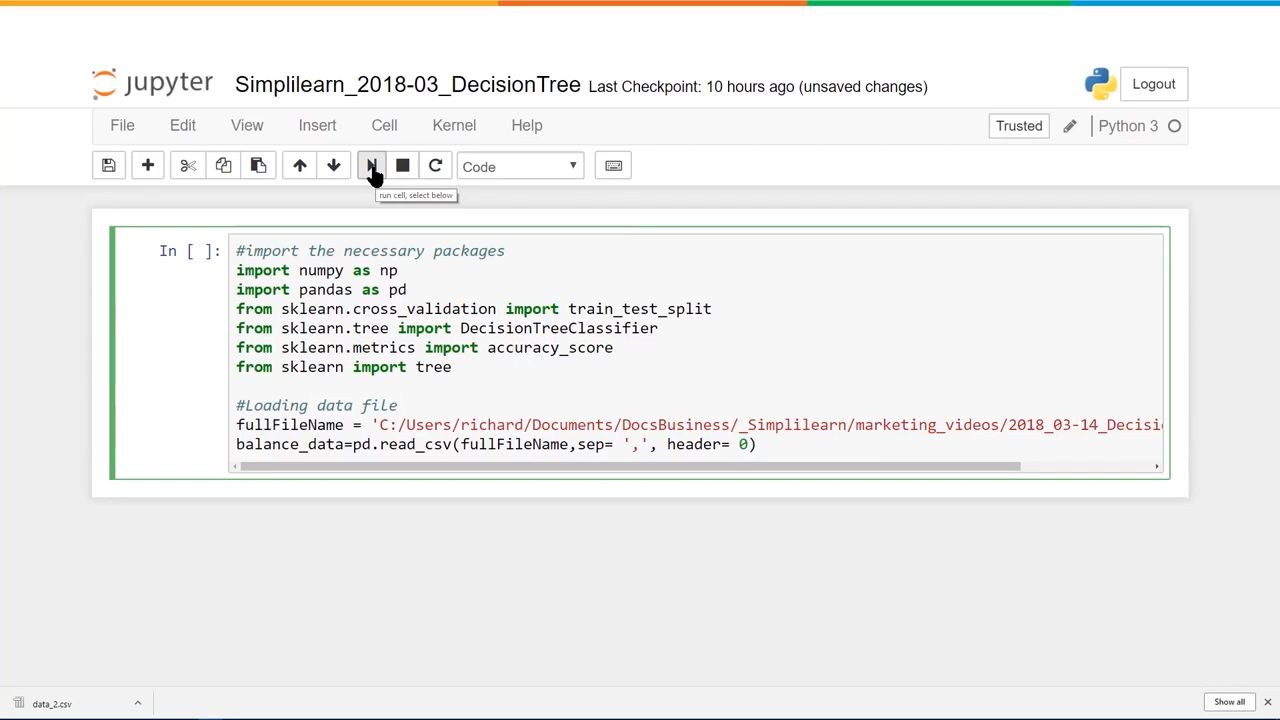 jupyter Simplilearn_2018-03_DecisionTree Last Checkpoint: 10 hours ago (unsaved changes) Logout
File Edit View Insert Cell Kernel Help Trusted Python 3
Code
run cell, select below
In [ ]: #import the necessary packages
import numpy as np
import pandas as pd
from sklearn.cross_validation import train_test_split
from sklearn.tree import DecisionTreeClassifier
from sklearn.metrics import accuracy_score
from sklearn import tree
#Loading data file
fullFileName = 'C:/Users/richard/Documents/DocsBusiness/_Simplilearn/marketing_videos/2018_03-14_Decisi
balance_data=pd.read_csv(fullFileName,sep= ',', header= 0)
data_2.csv Show all